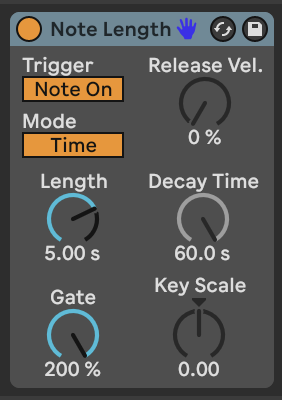 Note Length
Trigger
Note On
Release Vel.
0 %
Mode
Time
Length
5.00 s
Decay Time
60.0 s
Gate
200 %
Key Scale
0.00